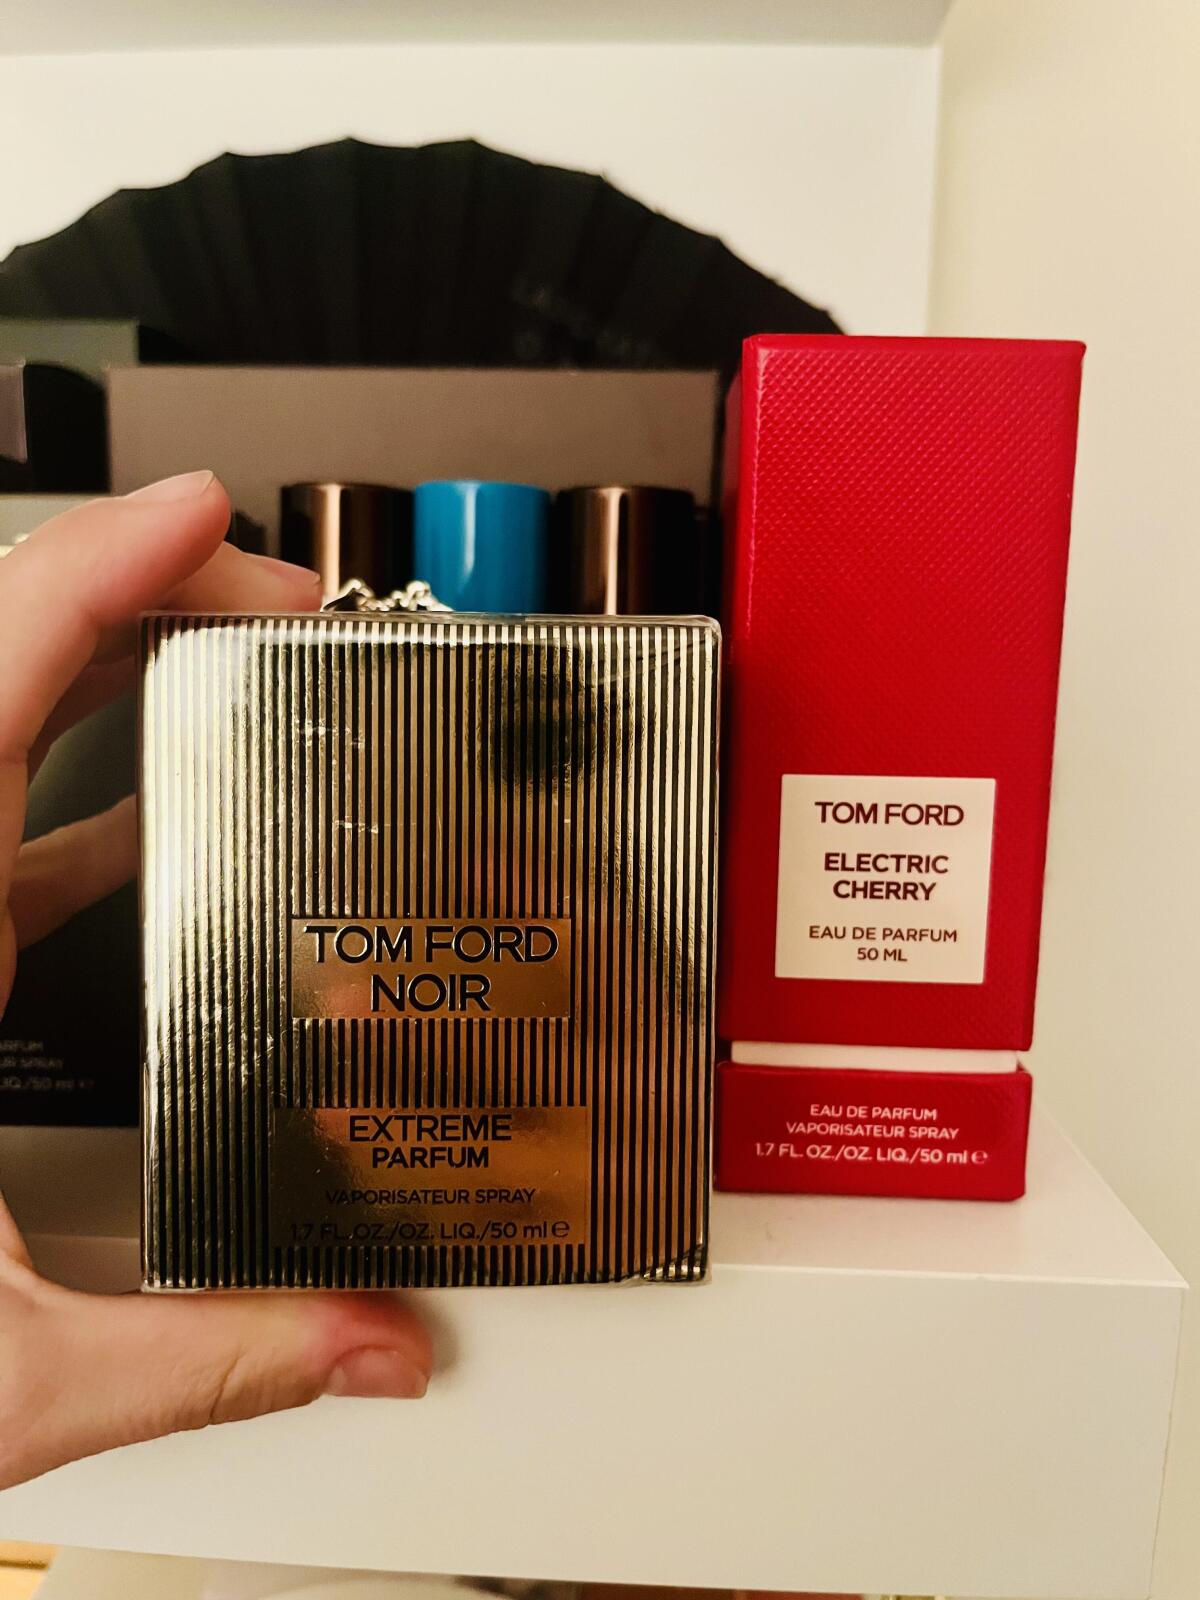 TOM FORD
NOIR
EXTREME
PARFUM
VAPORISATEUR SPRAY
1.7 FL.OZ./OZ. LIQ./50 ml ℮
TOM FORD
ELECTRIC
CHERRY
EAU DE PARFUM
50 ML
EAU DE PARFUM
VAPORISATEUR SPRAY
1.7 FL. OZ./OZ. LIQ./50 ml ℮